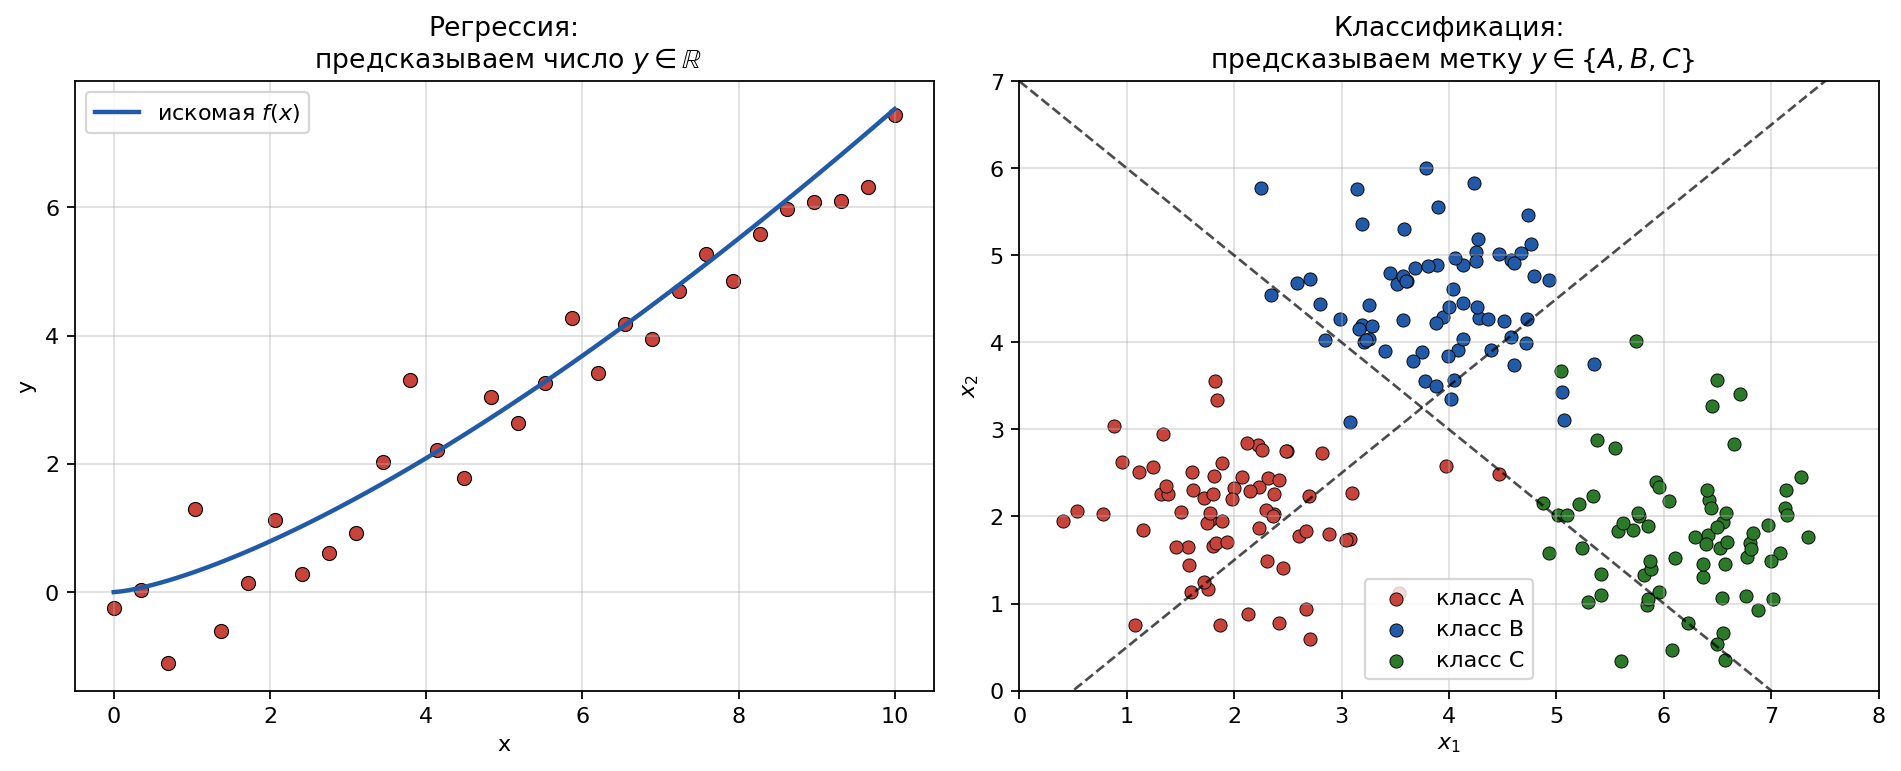 Регрессия:
предсказываем число y ∈ ℝ
искомая f(x)
6
4
2
0
y
0 2 4 6 8 10
x
Классификация:
предсказываем метку y ∈ {A, B, C}
7
6
5
4
3
2
1
0
x₂
класс A
класс B
класс C
0 1 2 3 4 5 6 7 8
x₁